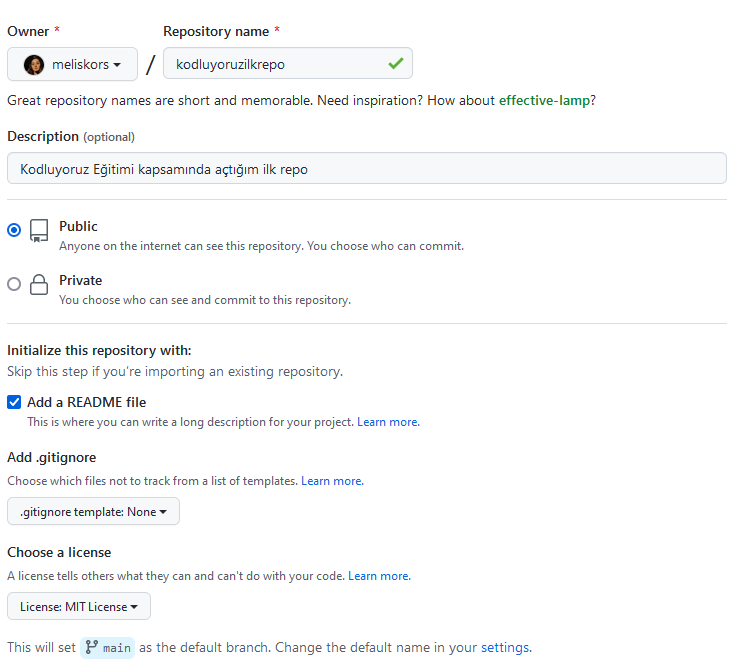 Owner * Repository name *
meliskors / kodluyoruzilkrepo
Great repository names are short and memorable. Need inspiration? How about effective-lamp?
Description (optional)
Kodluyoruz Eğitimi kapsamında açtığım ilk repo
Public
Anyone on the internet can see this repository. You choose who can commit.
Private
You choose who can see and commit to this repository.
Initialize this repository with:
Skip this step if you're importing an existing repository.
Add a README file
This is where you can write a long description for your project. Learn more.
Add .gitignore
Choose which files not to track from a list of templates. Learn more.
.gitignore template: None
Choose a license
A license tells others what they can and can't do with your code. Learn more.
License: MIT License
This will set main as the default branch. Change the default name in your settings.